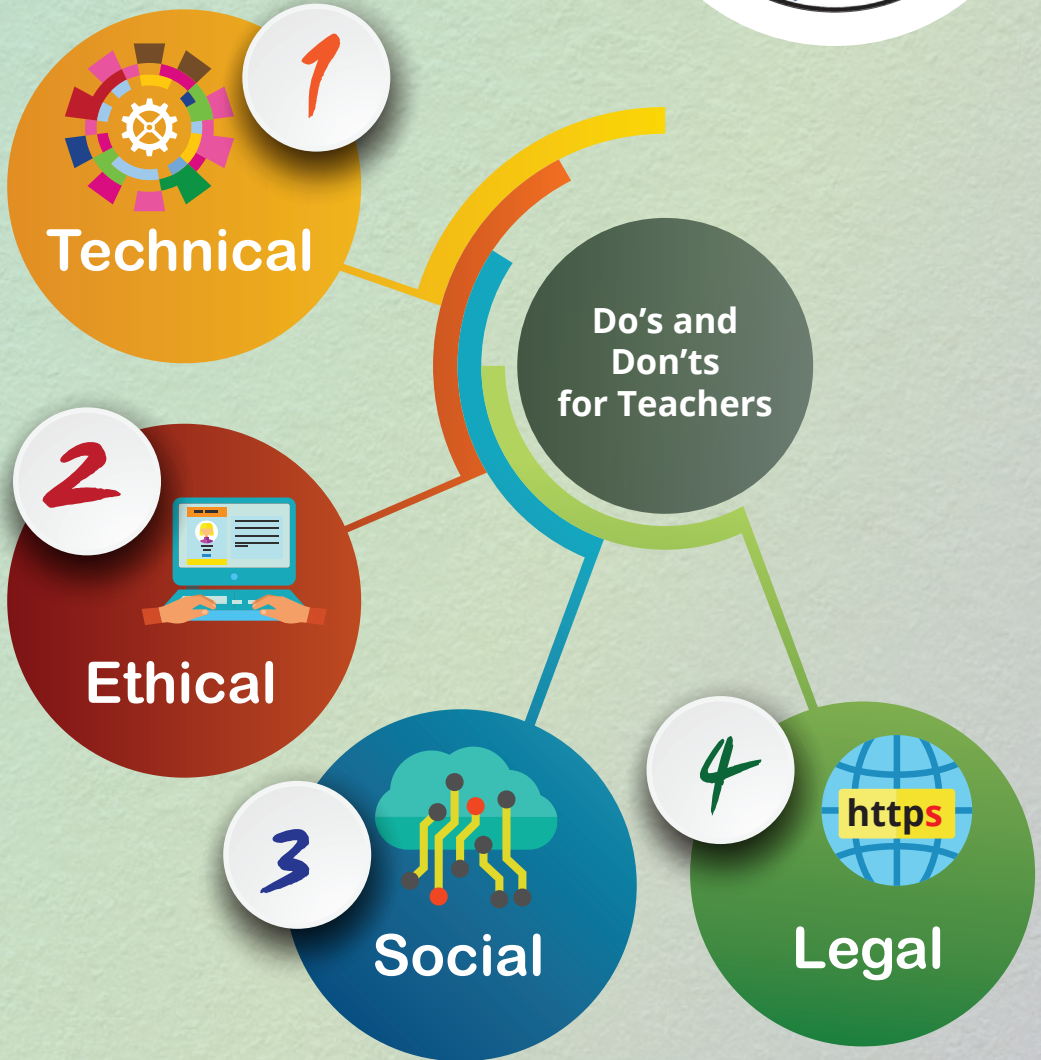 1
Technical
Do’s and
Don’ts
for Teachers
2
Ethical
3
Social
4
https
Legal